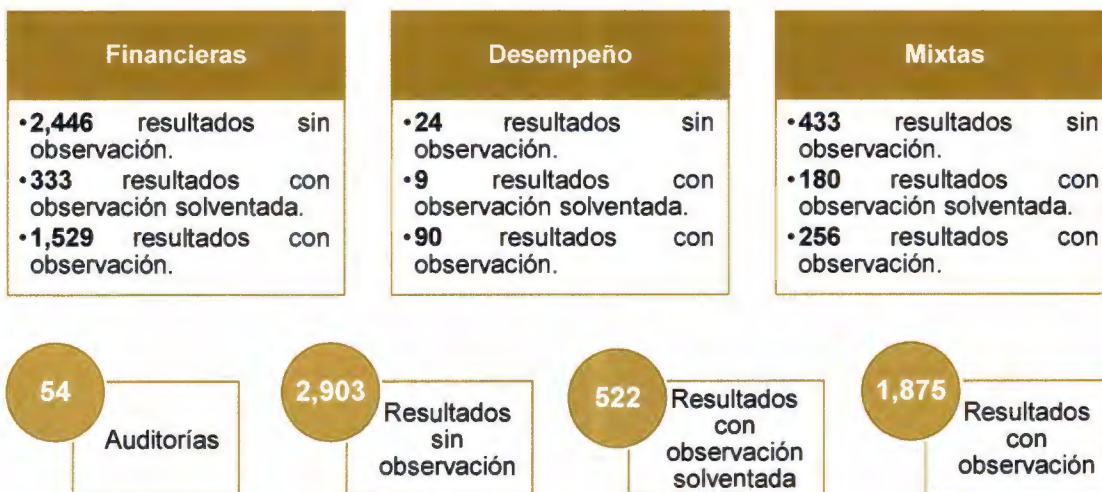 Financieras
•2,446 resultados sin
observación.
•333 resultados con
observación solventada.
•1,529 resultados con
observación.
Desempeño
•24 resultados sin
observación.
•9 resultados con
observación solventada.
•90 resultados con
observación.
Mixtas
•433 resultados sin
observación.
•180 resultados con
observación solventada.
•256 resultados con
observación.
54
Auditorías
2,903
Resultados
sin
observación
522
Resultados
con
observación
solventada
1,875
Resultados
con
observación